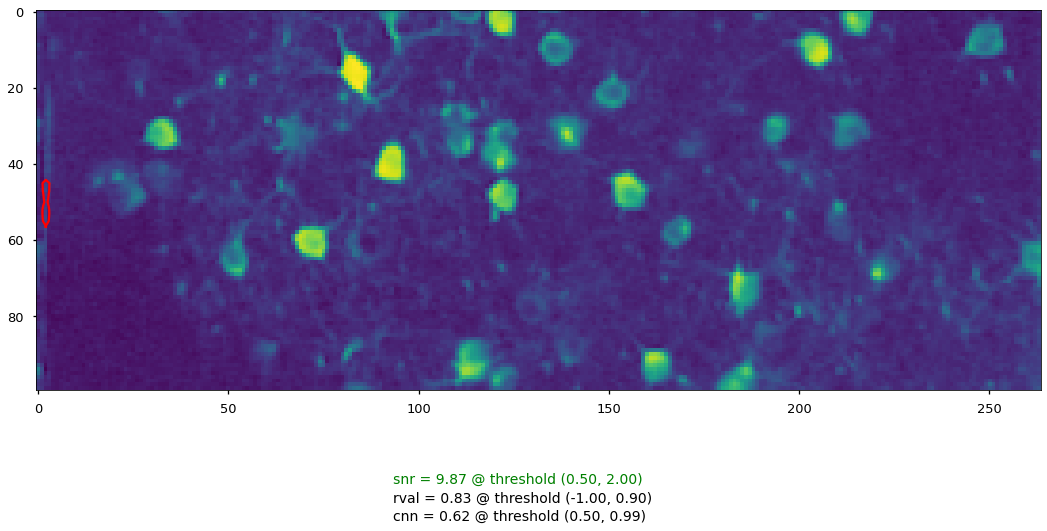 0
20
40
60
80
0 50 100 150 200 250
snr = 9.87 @ threshold (0.50, 2.00)
rval = 0.83 @ threshold (-1.00, 0.90)
cnn = 0.62 @ threshold (0.50, 0.99)